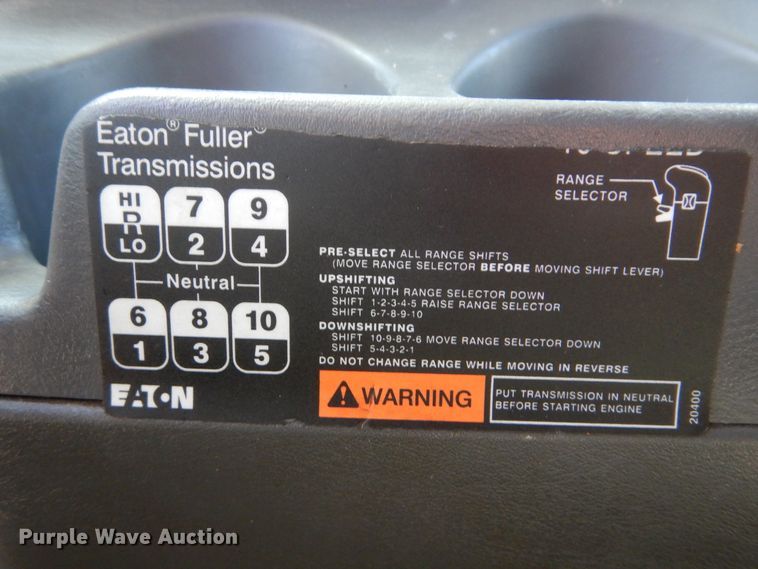 Eaton® Fuller®
Transmissions
RANGE
SELECTOR
HI 7 9
R
LO 2 4
Neutral
6 8 10
1 3 5
EATON
PRE-SELECT ALL RANGE SHIFTS
(MOVE RANGE SELECTOR BEFORE MOVING SHIFT LEVER)
UPSHIFTING
START WITH RANGE SELECTOR DOWN
SHIFT 1-2-3-4-5 RAISE RANGE SELECTOR
SHIFT 6-7-8-9-10
DOWNSHIFTING
SHIFT 10-9-8-7-6 MOVE RANGE SELECTOR DOWN
SHIFT 5-4-3-2-1
DO NOT CHANGE RANGE WHILE MOVING IN REVERSE
WARNING
PUT TRANSMISSION IN NEUTRAL
BEFORE STARTING ENGINE
20400
Purple Wave Auction